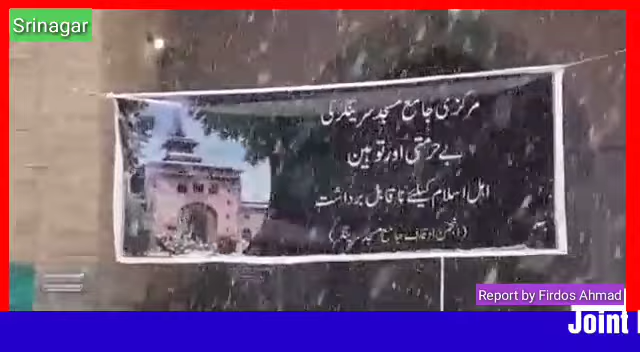 Srinagar
مرکزی جامع مسجد سرینگر کی
بے حرمتی اور توہین
اہل اسلام کیلئے ناقابل برداشت
(انجمن اوقاف جامع مسجد سرینگر)
Report by Firdos Ahmad
Joint